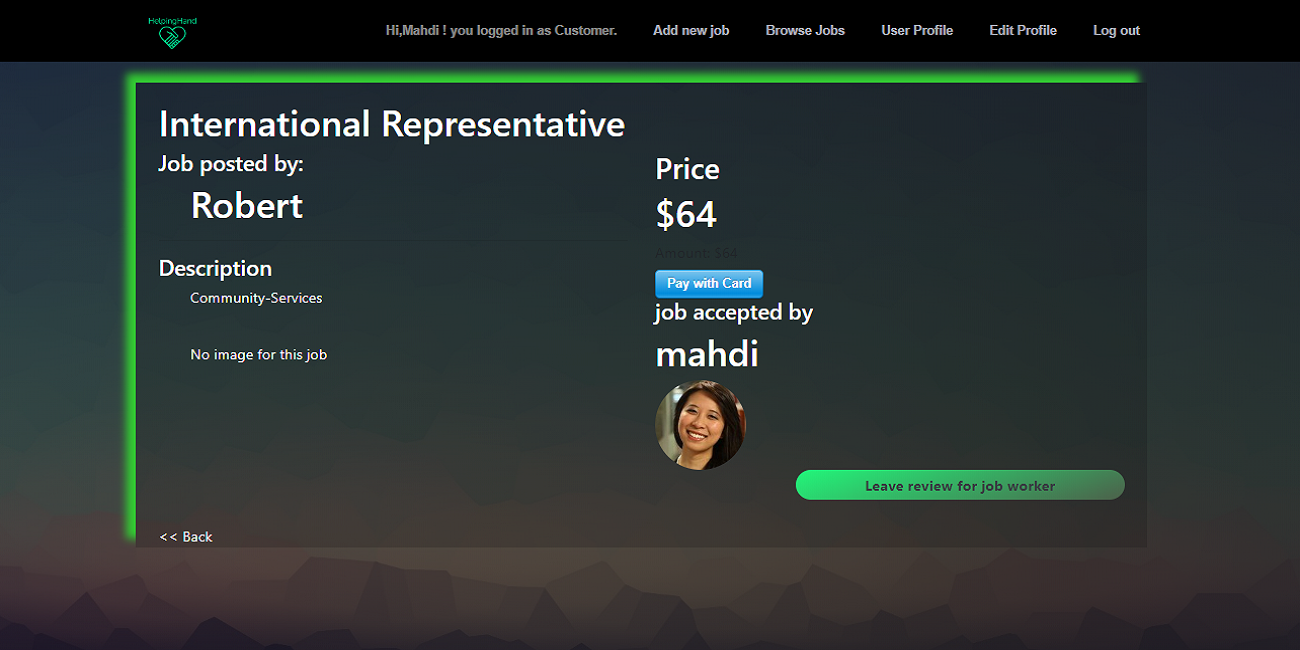 HelpingHand
Hi,Mahdi ! you logged in as Customer.
Add new job
Browse Jobs
User Profile
Edit Profile
Log out
International Representative
Job posted by:
Robert
Description
Community-Services
No image for this job
Price
$64
Amount: $64
Pay with Card
job accepted by
mahdi
Leave review for job worker
<< Back